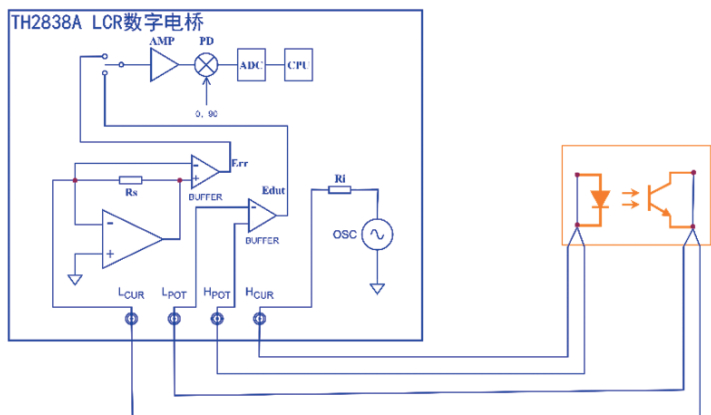 TH2838A LCR数字电桥
AMP
PD
ADC
CPU
0, 90
Err
Rs
BUFFER
Edut
Ri
BUFFER
OSC
LCUR
LPOT
HPOT
HCUR